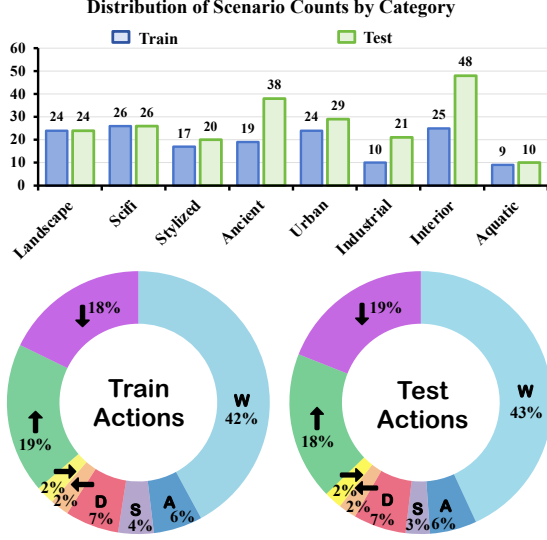 Distribution of Scenario Counts by Category
Train Test
60
50
40
30
20
10
0
24 24 26 26 17 20 19 38 24 29 10 21 25 48 9 10
Landscape Scifi Stylized Ancient Urban Industrial Interior Aquatic
Train
Actions
W
42%
A
6%
S
4%
D
7%
2%
2%
19%
18%
Test
Actions
W
43%
A
6%
S
3%
D
7%
2%
2%
18%
19%